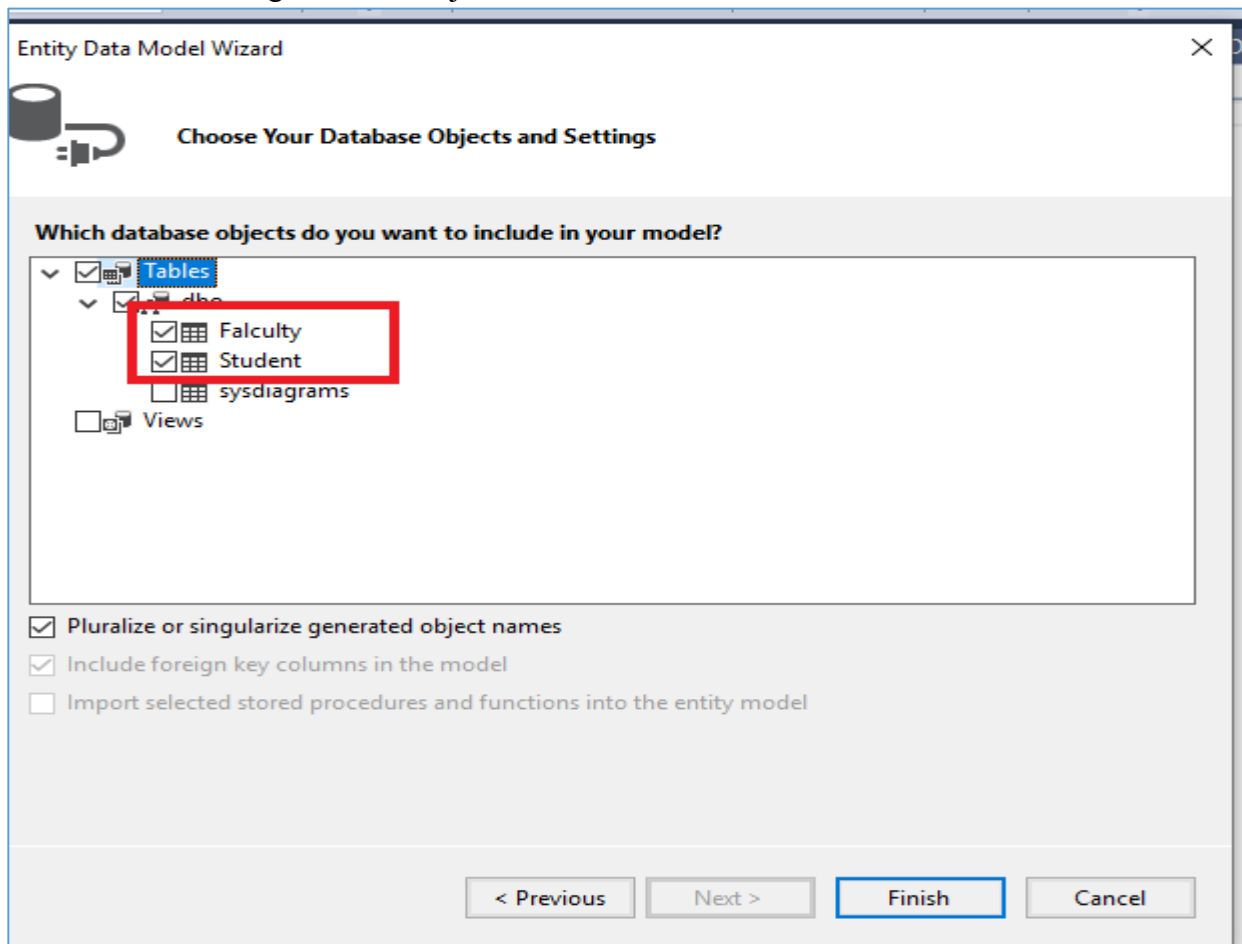 Entity Data Model Wizard
Choose Your Database Objects and Settings
Which database objects do you want to include in your model?
Tables
dbo
Falculty
Student
sysdiagrams
Views
Pluralize or singularize generated object names
Include foreign key columns in the model
Import selected stored procedures and functions into the entity model
< Previous
Next >
Finish
Cancel